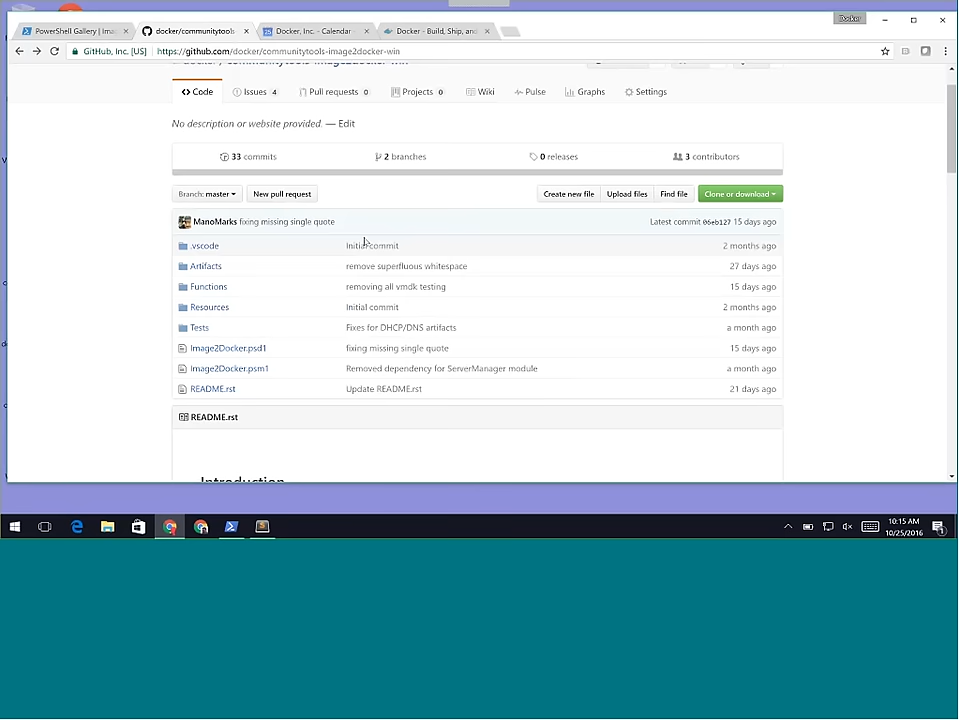 Docker
PowerShell Gallery | Ima
docker/communitytools
Docker, Inc. - Calendar
Docker - Build, Ship, an
GitHub, Inc. [US]
https://github.com/docker/communitytools-image2docker-win
docker / communitytools-image2docker-win
Code
Issues 4
Pull requests 0
Projects 0
Wiki
Pulse
Graphs
Settings
No description or website provided. — Edit
33 commits
2 branches
0 releases
3 contributors
Branch: master
New pull request
Create new file
Upload files
Find file
Clone or download
ManoMarks fixing missing single quote
Latest commit 06eb127 15 days ago
.vscode Initial commit 2 months ago
Artifacts remove superfluous whitespace 27 days ago
Functions removing all vmdk testing 15 days ago
Resources Initial commit 2 months ago
Tests Fixes for DHCP/DNS artifacts a month ago
Image2Docker.psd1 fixing missing single quote 15 days ago
Image2Docker.psm1 Removed dependency for ServerManager module a month ago
README.rst Update README.rst 21 days ago
README.rst
Introduction
10:15 AM
10/25/2016